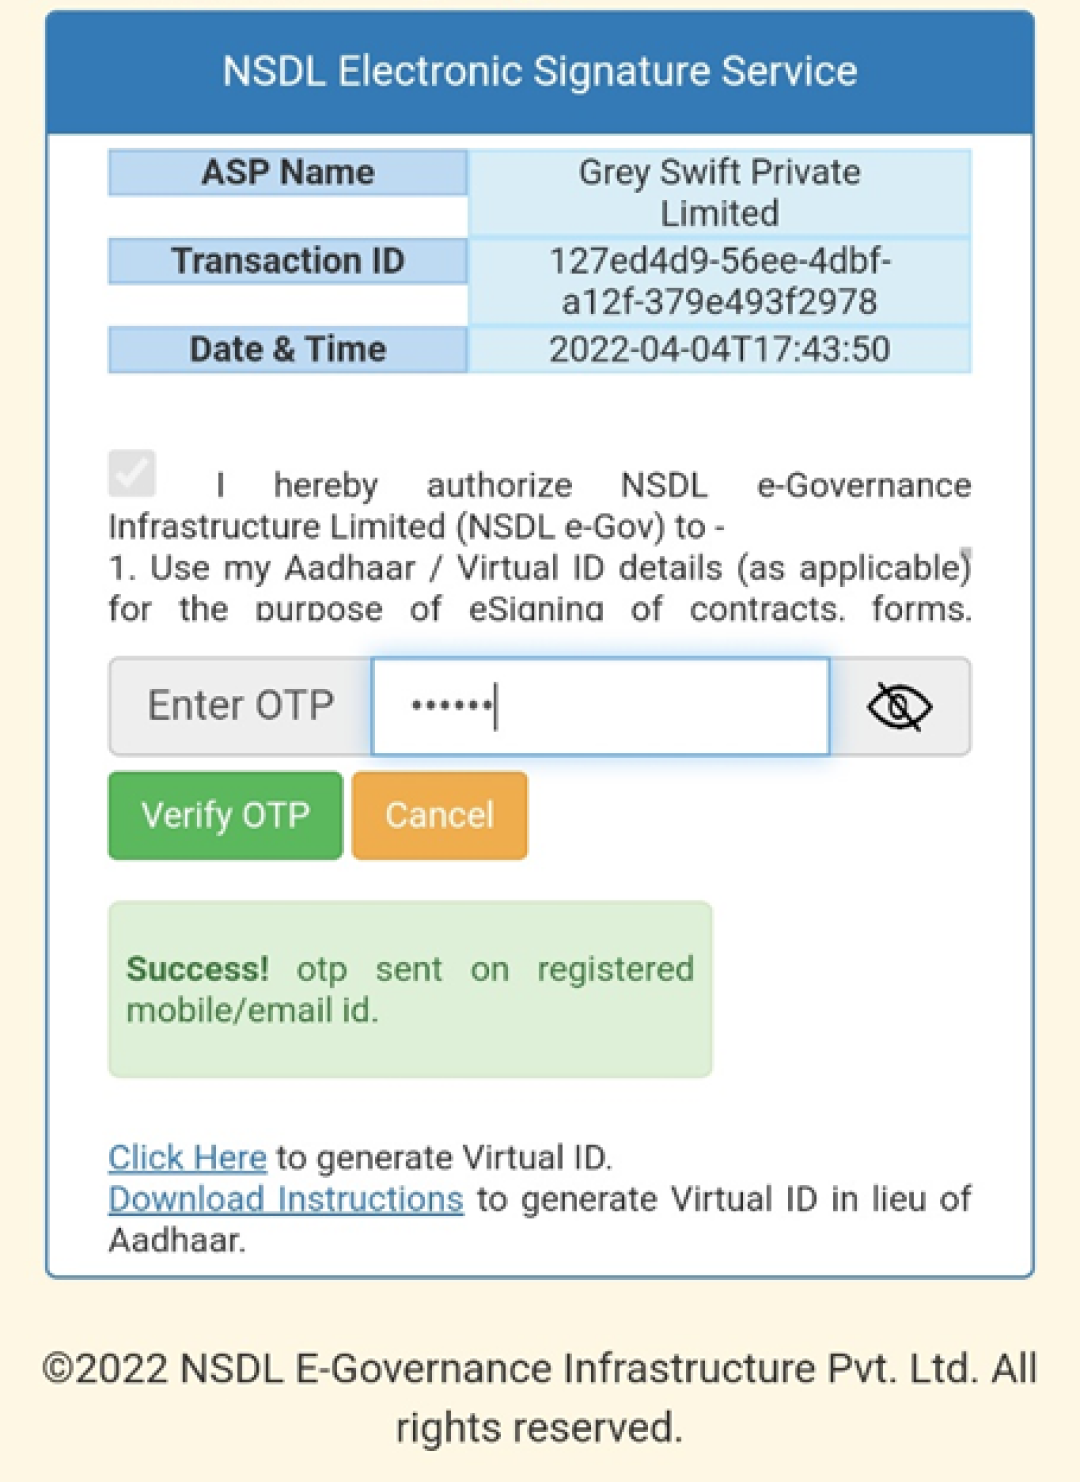 NSDL Electronic Signature Service
ASP Name
Grey Swift Private
Limited
Transaction ID
127ed4d9-56ee-4dbf-
a12f-379e493f2978
Date & Time
2022-04-04T17:43:50
I hereby authorize NSDL e-Governance
Infrastructure Limited (NSDL e-Gov) to -
1. Use my Aadhaar / Virtual ID details (as applicable)
for the purpose of eSigning of contracts, forms,
Enter OTP
••••••
Verify OTP
Cancel
Success! otp sent on registered
mobile/email id.
Click Here to generate Virtual ID.
Download Instructions to generate Virtual ID in lieu of
Aadhaar.
©2022 NSDL E-Governance Infrastructure Pvt. Ltd. All
rights reserved.